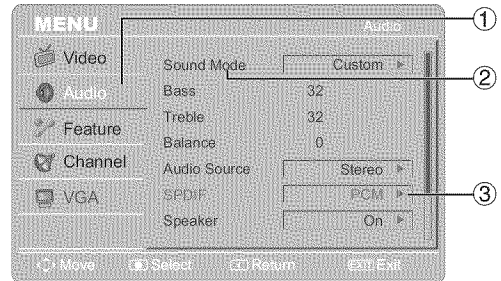 MENU Audio ①
Video
Audio
Feature
Channel
VGA
Sound Mode Custom ②
Bass 32
Treble 32
Balance 0
Audio Source Stereo
SPDIF PCM ③
Speaker On
Move Select Return EXIT Exit